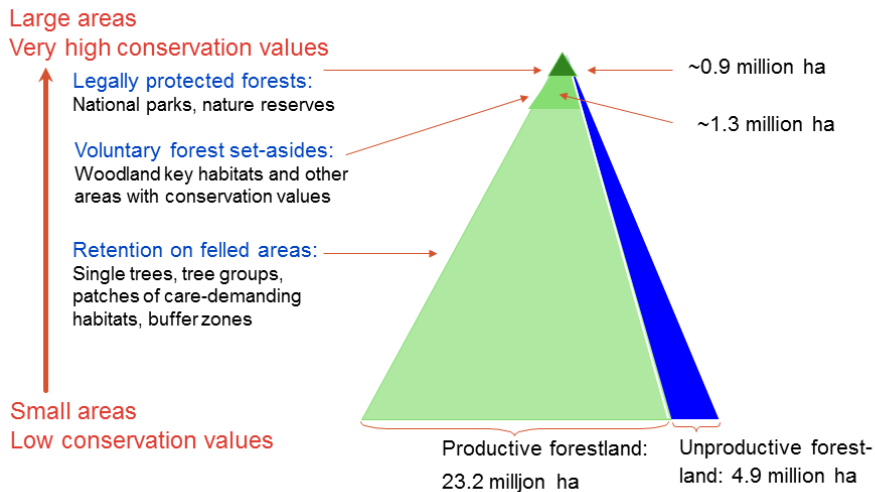 Large areas
Very high conservation values
Legally protected forests:
National parks, nature reserves
~0.9 million ha
~1.3 million ha
Voluntary forest set-asides:
Woodland key habitats and other
areas with conservation values
Retention on felled areas:
Single trees, tree groups,
patches of care-demanding
habitats, buffer zones
Small areas
Low conservation values
Productive forestland:
23.2 milljon ha
Unproductive forest-
land: 4.9 million ha